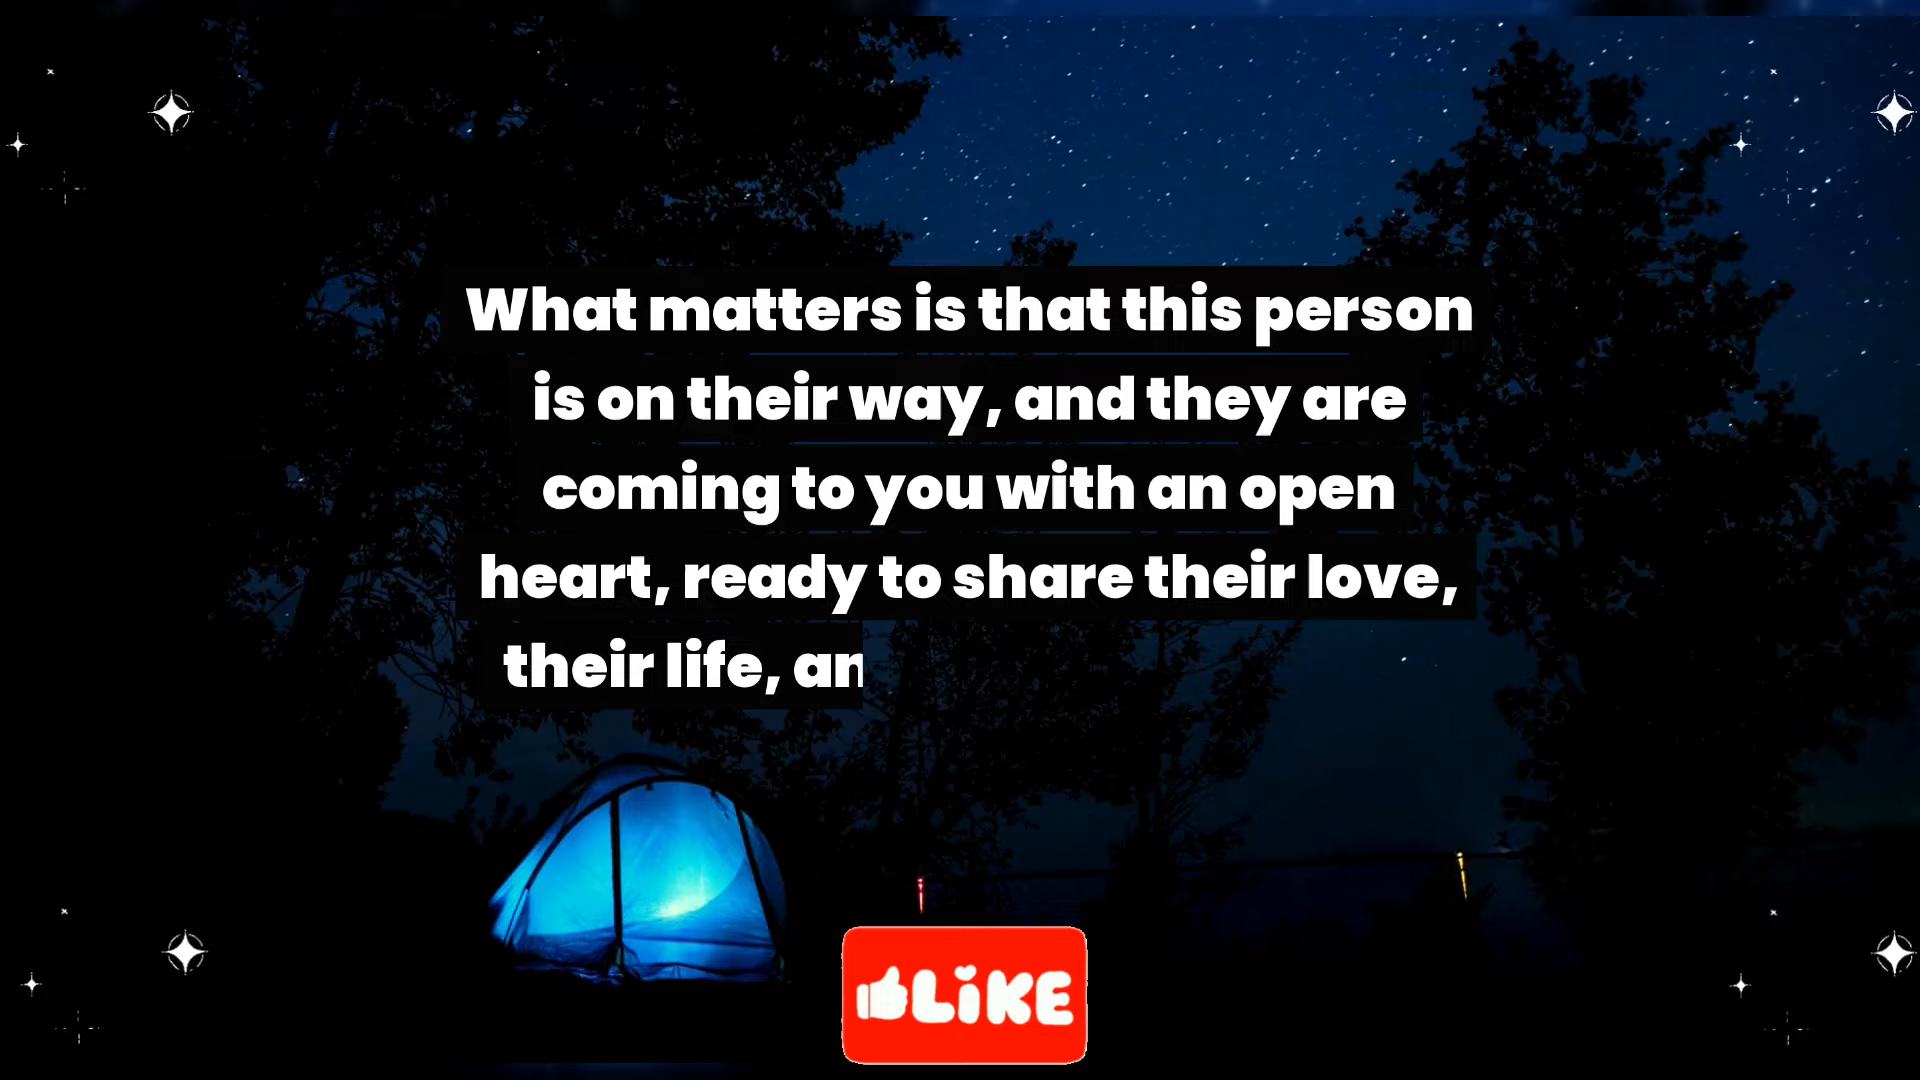 What matters is that this person
is on their way, and they are
coming to you with an open
heart, ready to share their love,
their life, an
LiKE